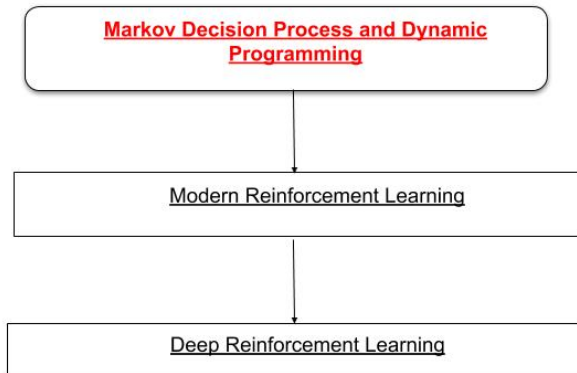 Markov Decision Process and Dynamic
Programming
Modern Reinforcement Learning
Deep Reinforcement Learning